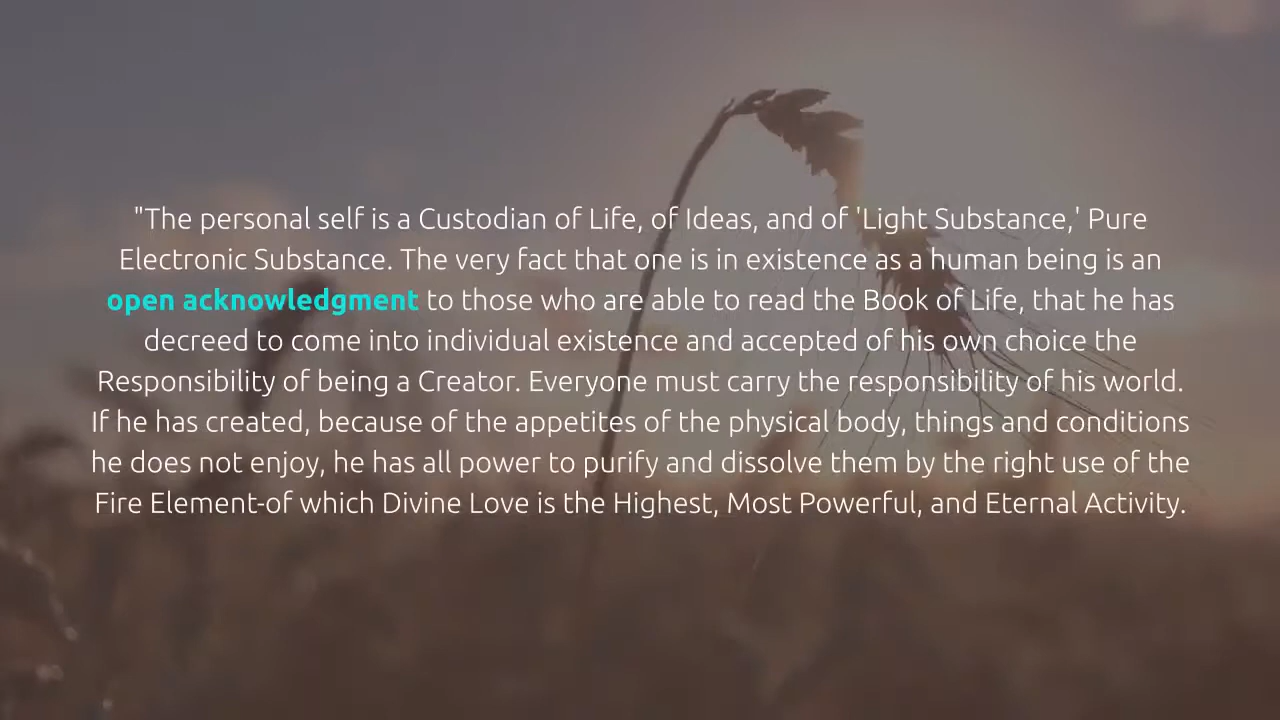 "The personal self is a Custodian of Life, of Ideas, and of 'Light Substance,' Pure
Electronic Substance. The very fact that one is in existence as a human being is an
open acknowledgment to those who are able to read the Book of Life, that he has
decreed to come into individual existence and accepted of his own choice the
Responsibility of being a Creator. Everyone must carry the responsibility of his world.
If he has created, because of the appetites of the physical body, things and conditions
he does not enjoy, he has all power to purify and dissolve them by the right use of the
Fire Element-of which Divine Love is the Highest, Most Powerful, and Eternal Activity.